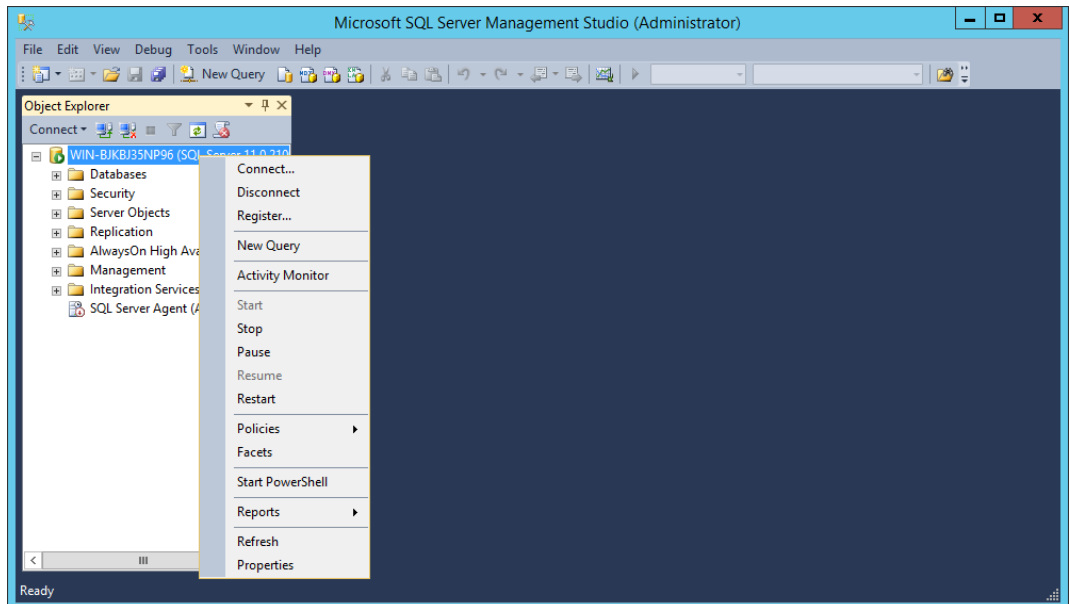 Microsoft SQL Server Management Studio (Administrator)
File Edit View Debug Tools Window Help
New Query
Object Explorer
Connect
WIN-BJKBJ35NP96 (SQL Server 11.0.210
Databases
Security
Server Objects
Replication
AlwaysOn High Ava
Management
Integration Services
SQL Server Agent (A
Connect...
Disconnect
Register...
New Query
Activity Monitor
Start
Stop
Pause
Resume
Restart
Policies
Facets
Start PowerShell
Reports
Refresh
Properties
Ready